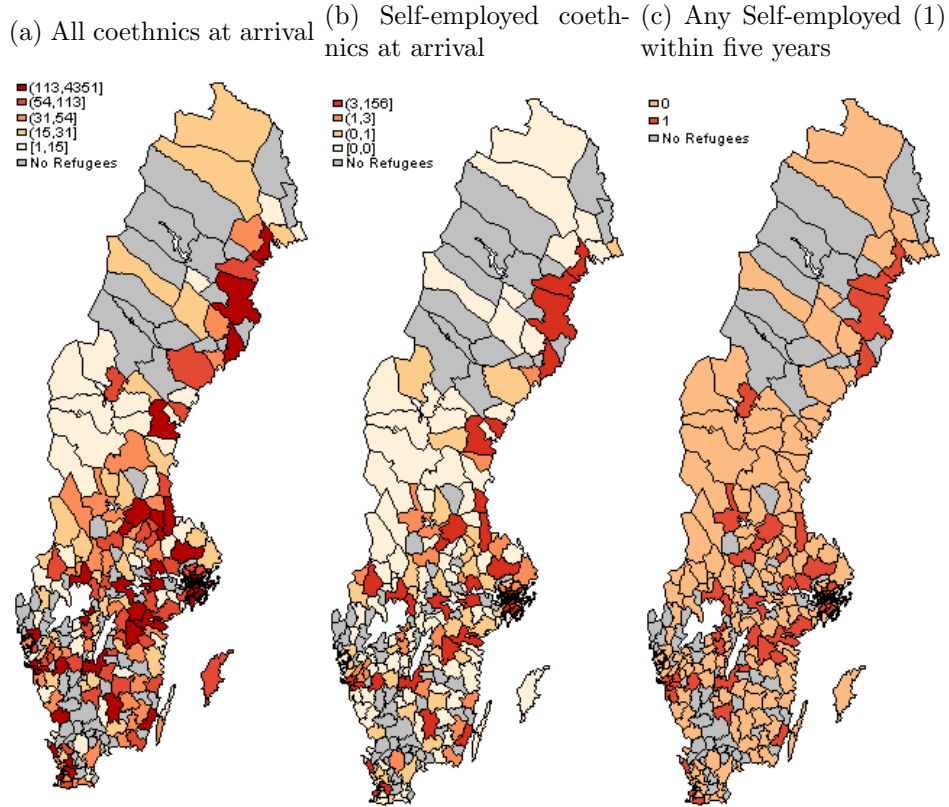 (a) All coethnics at arrival
(b) Self-employed coeth-
nics at arrival
(c) Any Self-employed (1)
within five years
(113,4351]
(54,113]
(31,54]
(15,31]
[1,15]
No Refugees
(3,156]
(1,3]
(0,1]
[0,0]
No Refugees
0
1
No Refugees